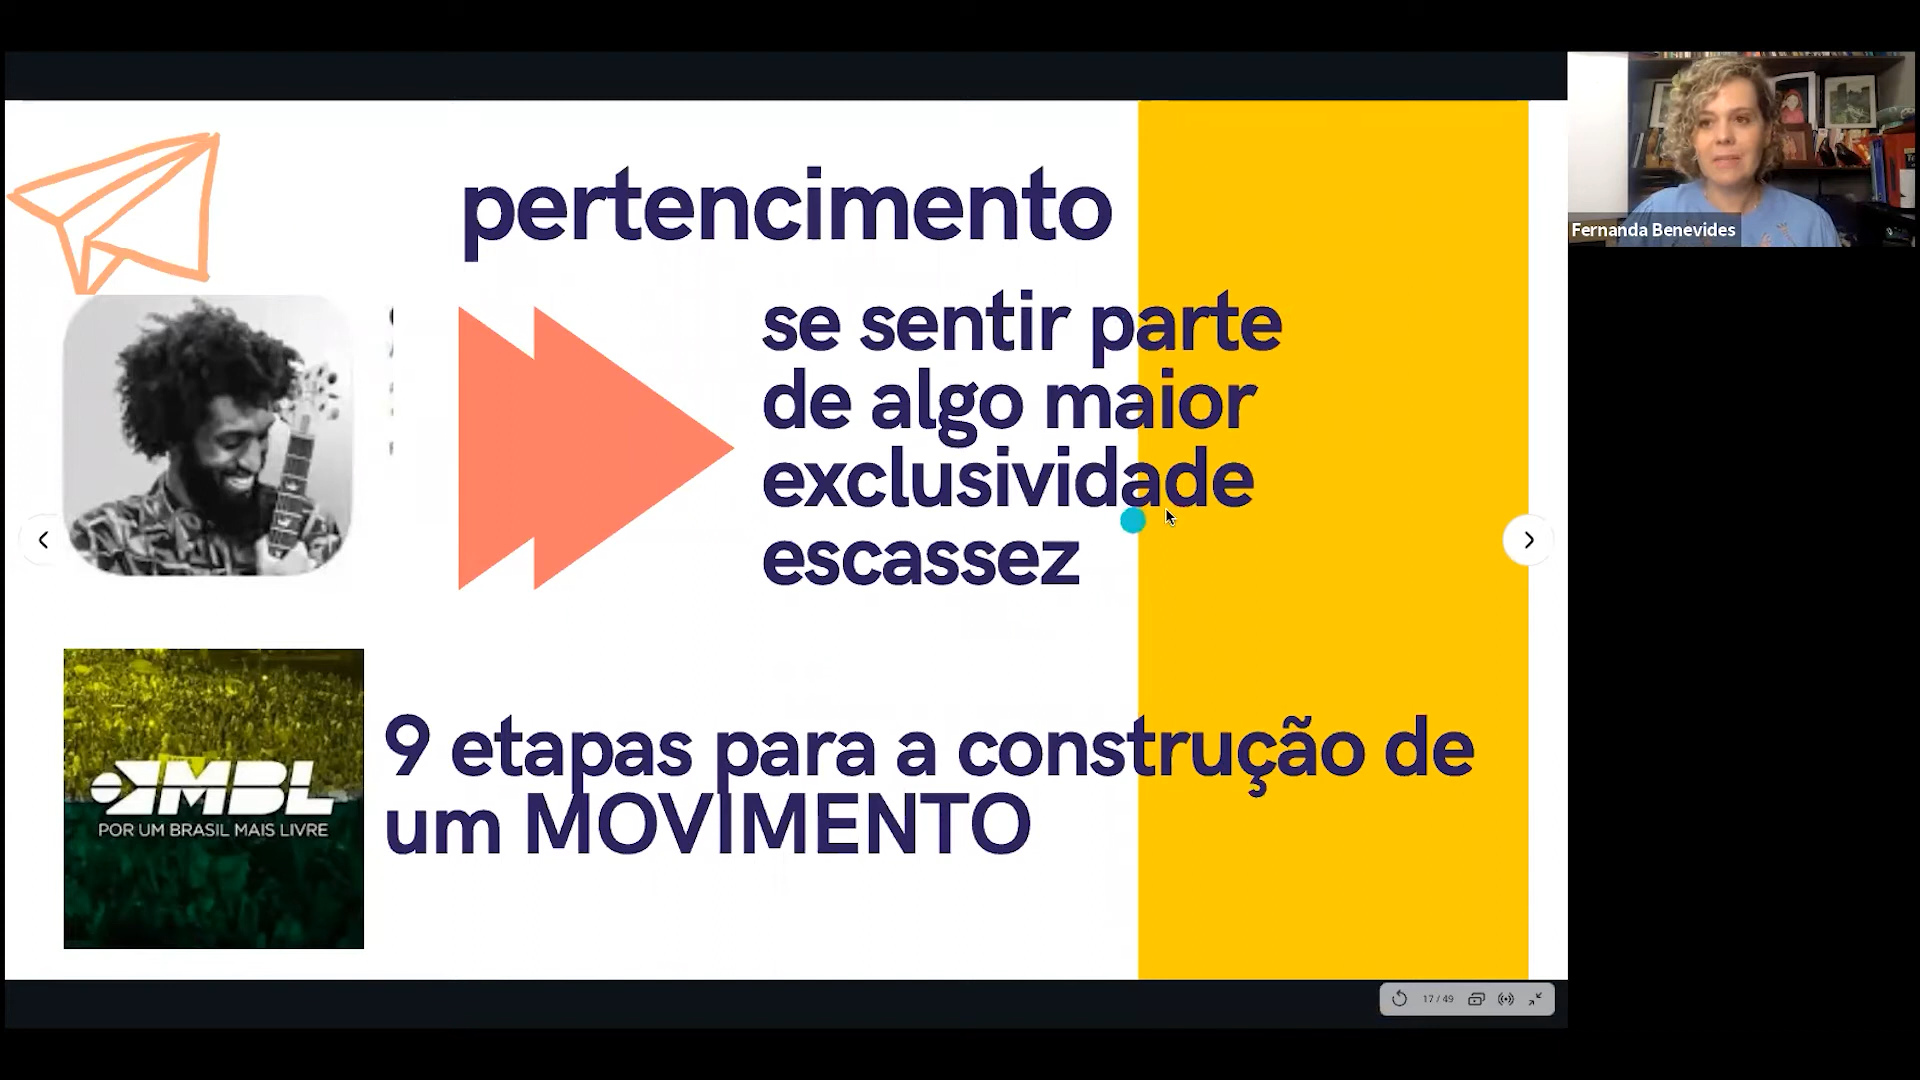 pertencimento
se sentir parte
de algo maior
exclusividade
escassez
9 etapas para a construção de
um MOVIMENTO
MBL
POR UM BRASIL MAIS LIVRE
Fernanda Benevides
17 / 49